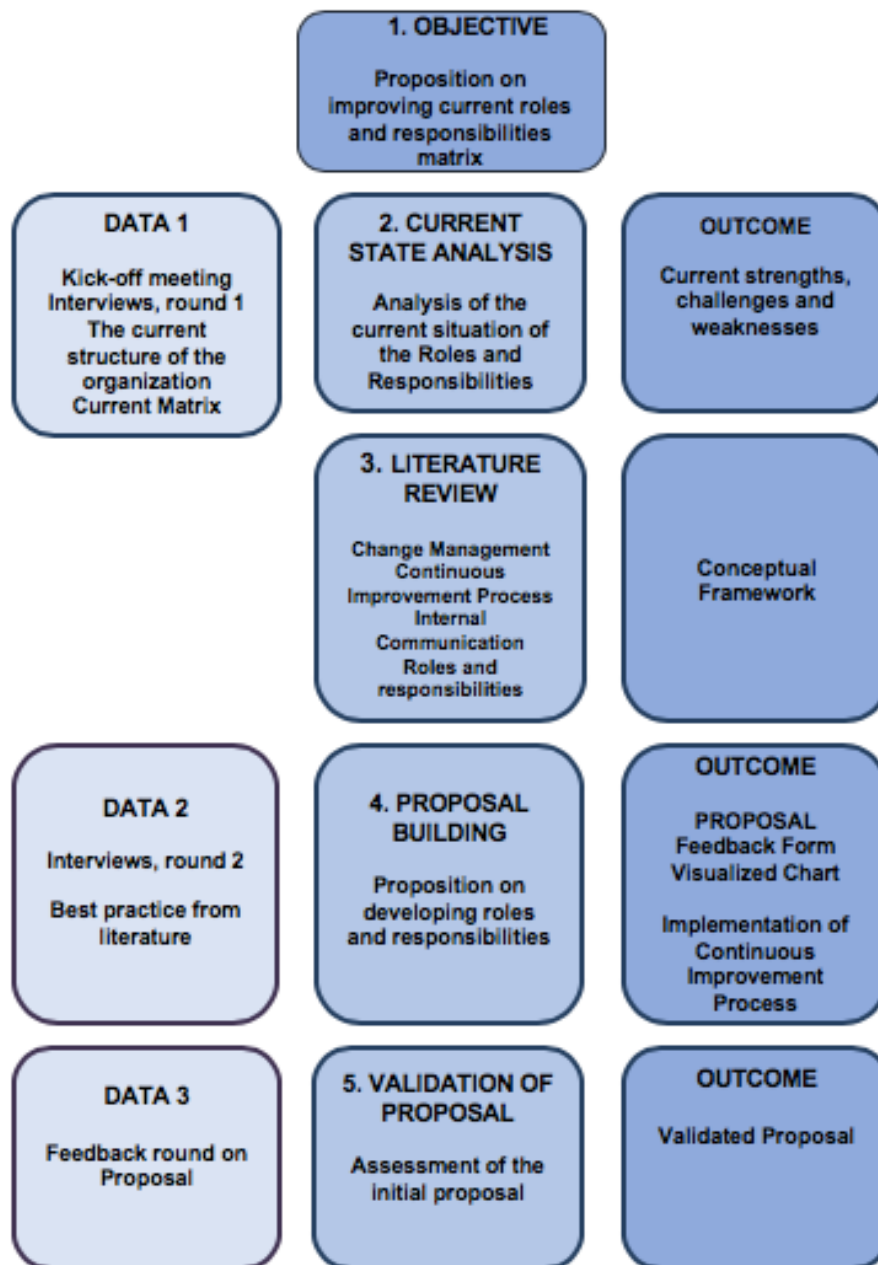 1. OBJECTIVE
Proposition on
improving current roles
and responsibilities
matrix
DATA 1
Kick-off meeting
Interviews, round 1
The current
structure of the
organization
Current Matrix
2. CURRENT
STATE ANALYSIS
Analysis of the
current situation of
the Roles and
Responsibilities
OUTCOME
Current strengths,
challenges and
weaknesses
3. LITERATURE
REVIEW
Change Management
Continuous
Improvement Process
Internal
Communication
Roles and
responsibilities
Conceptual
Framework
DATA 2
Interviews, round 2
Best practice from
literature
4. PROPOSAL
BUILDING
Proposition on
developing roles
and responsibilities
OUTCOME
PROPOSAL
Feedback Form
Visualized Chart
Implementation of
Continuous
Improvement
Process
DATA 3
Feedback round on
Proposal
5. VALIDATION OF
PROPOSAL
Assessment of the
initial proposal
OUTCOME
Validated Proposal